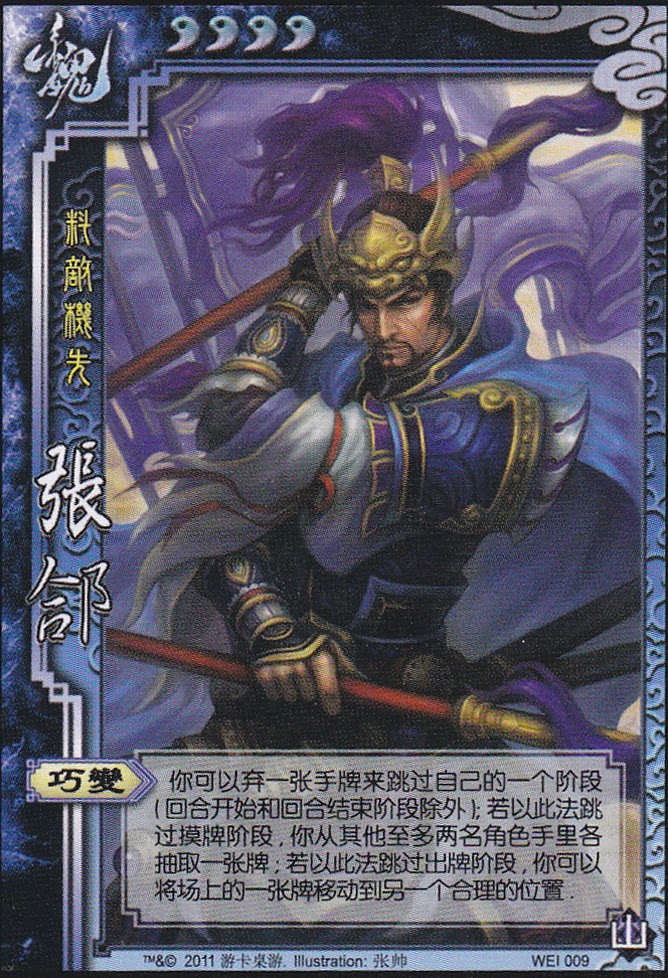 魏
料敵機先
張郃
巧變
你可以弃一张手牌来跳过自己的一个阶段
(回合开始和回合结束阶段除外);若以此法跳
过摸牌阶段,你从其他至多两名角色手里各
抽取一张牌;若以此法跳过出牌阶段,你可以
将场上的一张牌移动到另一个合理的位置.
山
™&© 2011 游卡桌游. Illustration: 张帅
WEI 009